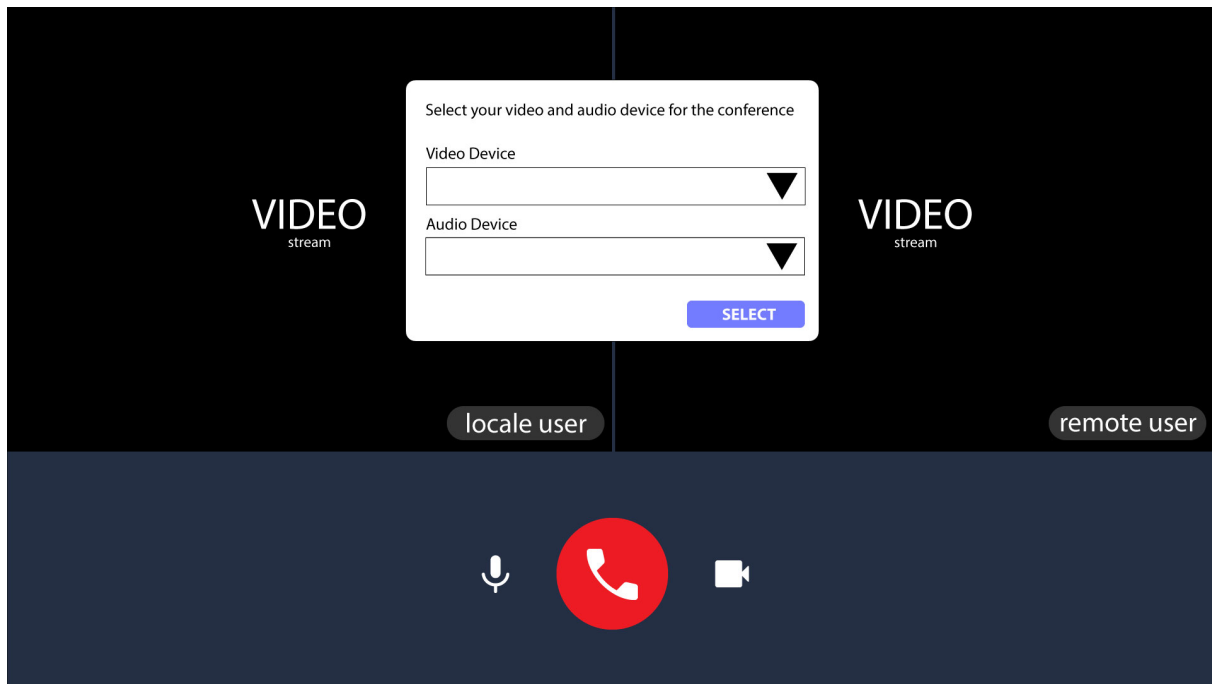 Select your video and audio device for the conference
Video Device
Audio Device
SELECT
VIDEO
stream
VIDEO
stream
locale user
remote user